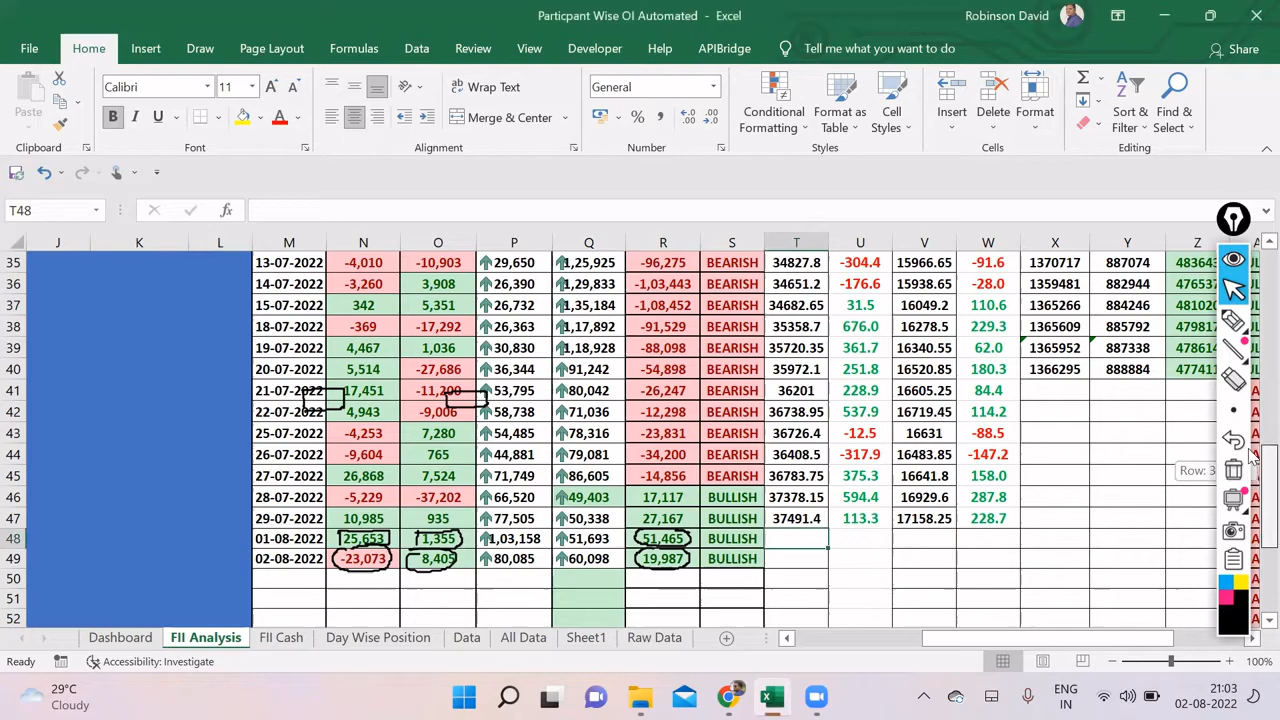 Particpant Wise OI Automated - Excel
Robinson David
File Home Insert Draw Page Layout Formulas Data Review View Developer Help APIBridge Tell me what you want to do Share
Paste
Calibri 11
B I U
Wrap Text
Merge & Center
General
Conditional Formatting
Format as Table
Cell Styles
Insert Delete Format
Sort & Filter
Find & Select
Clipboard Font Alignment Number Styles Cells Editing
T48
J K L M N O P Q R S T U V W X Y Z
35 13-07-2022 -4,010 -10,903 29,650 1,25,925 -96,275 BEARISH 34827.8 -304.4 15966.65 -91.6 1370717 887074 483643
36 14-07-2022 -3,260 3,908 26,390 1,29,833 -1,03,443 BEARISH 34651.2 -176.6 15938.65 -28.0 1359481 882944 476537
37 15-07-2022 342 5,351 26,732 1,35,184 -1,08,452 BEARISH 34682.65 31.5 16049.2 110.6 1365266 884246 481020
38 18-07-2022 -369 -17,292 26,363 1,17,892 -91,529 BEARISH 35358.7 676.0 16278.5 229.3 1365609 885792 479817
39 19-07-2022 4,467 1,036 30,830 1,18,928 -88,098 BEARISH 35720.35 361.7 16340.55 62.0 1365952 887338 478614
40 20-07-2022 5,514 -27,686 36,344 91,242 -54,898 BEARISH 35972.1 251.8 16520.85 180.3 1366295 888884 477411
41 21-07-2022 17,451 -11,200 53,795 80,042 -26,247 BEARISH 36201 228.9 16605.25 84.4
42 22-07-2022 4,943 -9,006 58,738 71,036 -12,298 BEARISH 36738.95 537.9 16719.45 114.2
43 25-07-2022 -4,253 7,280 54,485 78,316 -23,831 BEARISH 36726.4 -12.5 16631 -88.5
44 26-07-2022 -9,604 765 44,881 79,081 -34,200 BEARISH 36408.5 -317.9 16483.85 -147.2
45 27-07-2022 26,868 7,524 71,749 86,605 -14,856 BEARISH 36783.75 375.3 16641.8 158.0
46 28-07-2022 -5,229 -37,202 66,520 49,403 17,117 BULLISH 37378.15 594.4 16929.6 287.8
47 29-07-2022 10,985 935 77,505 50,338 27,167 BULLISH 37491.4 113.3 17158.25 228.7
48 01-08-2022 25,653 1,355 1,03,158 51,693 51,465 BULLISH
49 02-08-2022 -23,073 8,405 80,085 60,098 19,987 BULLISH
50
51
52
Dashboard FII Analysis FII Cash Day Wise Position Data All Data Sheet1 Raw Data
Ready Accessibility: Investigate 100%
29°C
Cloudy
ENG
IN
21:03
02-08-2022